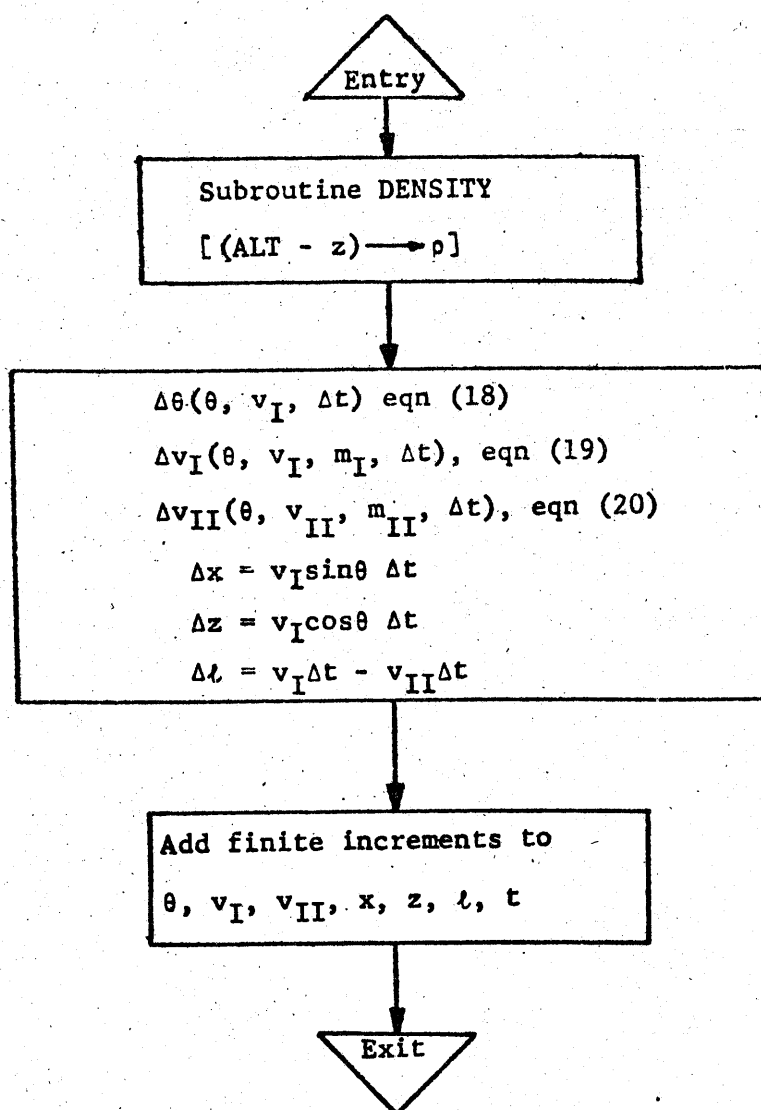 Entry
Subroutine DENSITY
[(ALT - z)⟶ρ]
Δθ(θ, v_I, Δt) eqn (18)
Δv_I(θ, v_I, m_I, Δt), eqn (19)
Δv_II(θ, v_II, m_II, Δt), eqn (20)
Δx = v_I sinθ Δt
Δz = v_I cosθ Δt
Δℓ = v_I Δt - v_II Δt
Add finite increments to
θ, v_I, v_II, x, z, ℓ, t
Exit